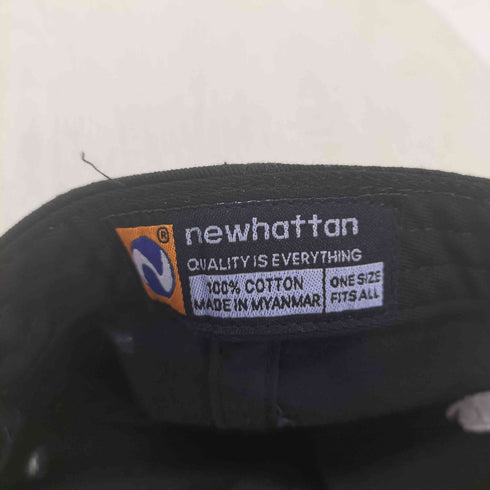 ®
newhattan
QUALITY IS EVERYTHING
100% COTTON
MADE IN MYANMAR
ONE SIZE
FITS ALL